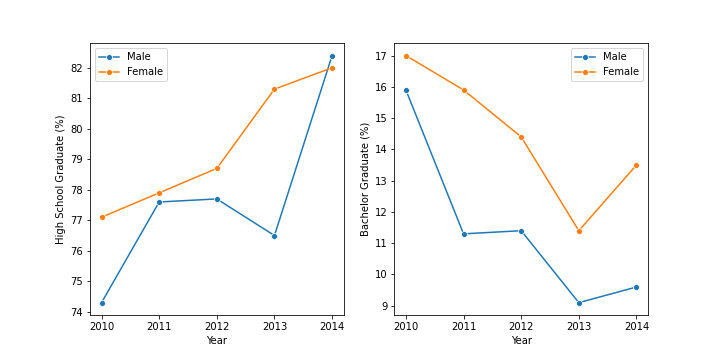 Male
Female
High School Graduate (%)
82
81
80
79
78
77
76
75
74
2010 2011 2012 2013 2014
Year
Male
Female
Bachelor Graduate (%)
17
16
15
14
13
12
11
10
9
2010 2011 2012 2013 2014
Year